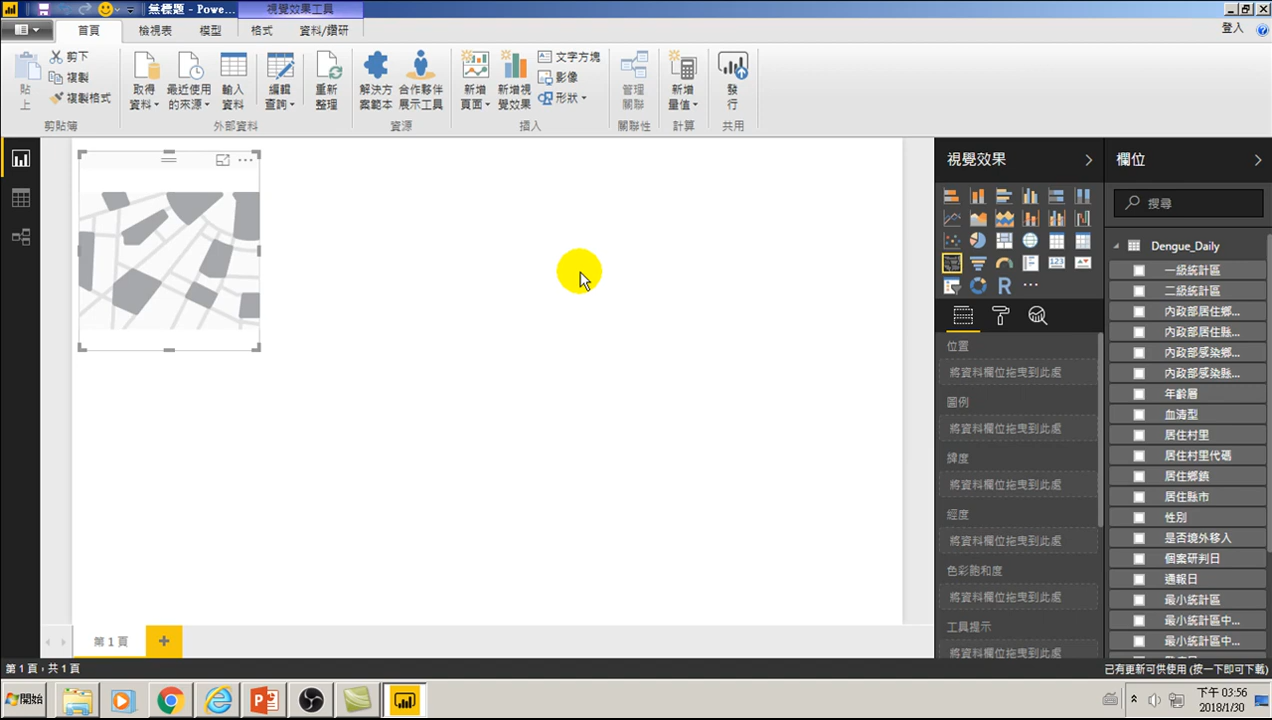 無標題 - Powe...
視覺效果工具
首頁
檢視表
模型
格式
資料/鑽研
登入
貼上
剪下
複製
複製格式
剪貼簿
取得資料
最近使用的來源
輸入資料
編輯查詢
重新整理
外部資料
解決方案範本
合作夥伴展示工具
資源
新增頁面
新增視覺效果
文字方塊
影像
形狀
插入
管理關聯
關聯性
新增量值
計算
發行
共用
視覺效果
欄位
搜尋
123
R
Dengue_Daily
一級統計區
二級統計區
內政部居住鄉...
內政部居住縣...
內政部感染鄉...
內政部感染縣...
年齡層
血清型
居住村里
居住村里代碼
居住鄉鎮
居住縣市
性別
是否境外移入
個案研判日
通報日
最小統計區
最小統計區中...
最小統計區中...
位置
將資料欄位拖曳到此處
圖例
將資料欄位拖曳到此處
緯度
將資料欄位拖曳到此處
經度
將資料欄位拖曳到此處
色彩飽和度
將資料欄位拖曳到此處
工具提示
將資料欄位拖曳到此處
第 1 頁
第 1 頁，共 1 頁
已有更新可供使用 (按一下即可下載)
開始
下午 03:56
2018/1/30